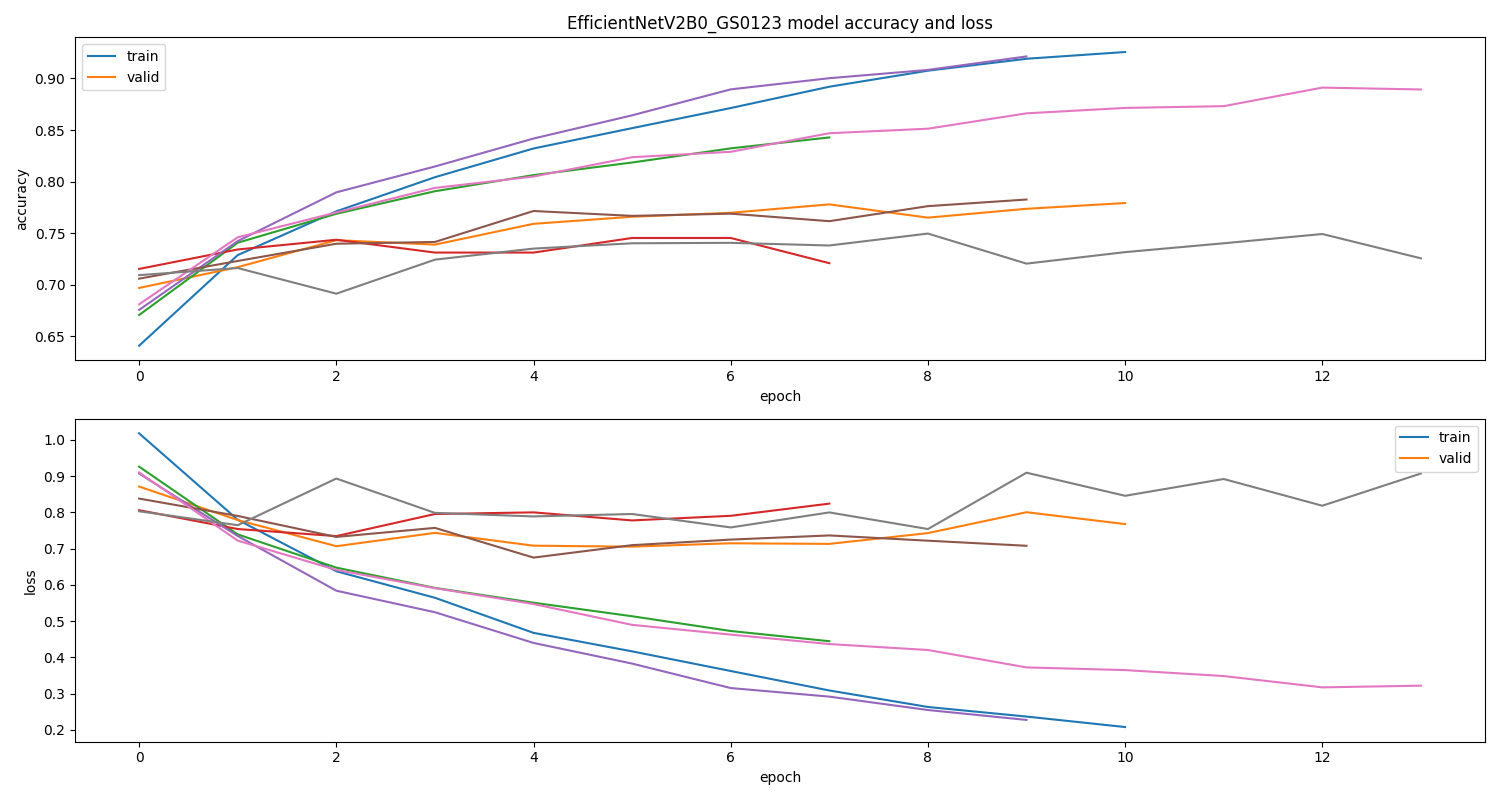 EfficientNetV2B0_GS0123 model accuracy and loss
train
valid
0.90
0.85
0.80
0.75
0.70
0.65
accuracy
0 2 4 6 8 10 12
epoch
train
valid
1.0
0.9
0.8
0.7
0.6
0.5
0.4
0.3
0.2
loss
0 2 4 6 8 10 12
epoch